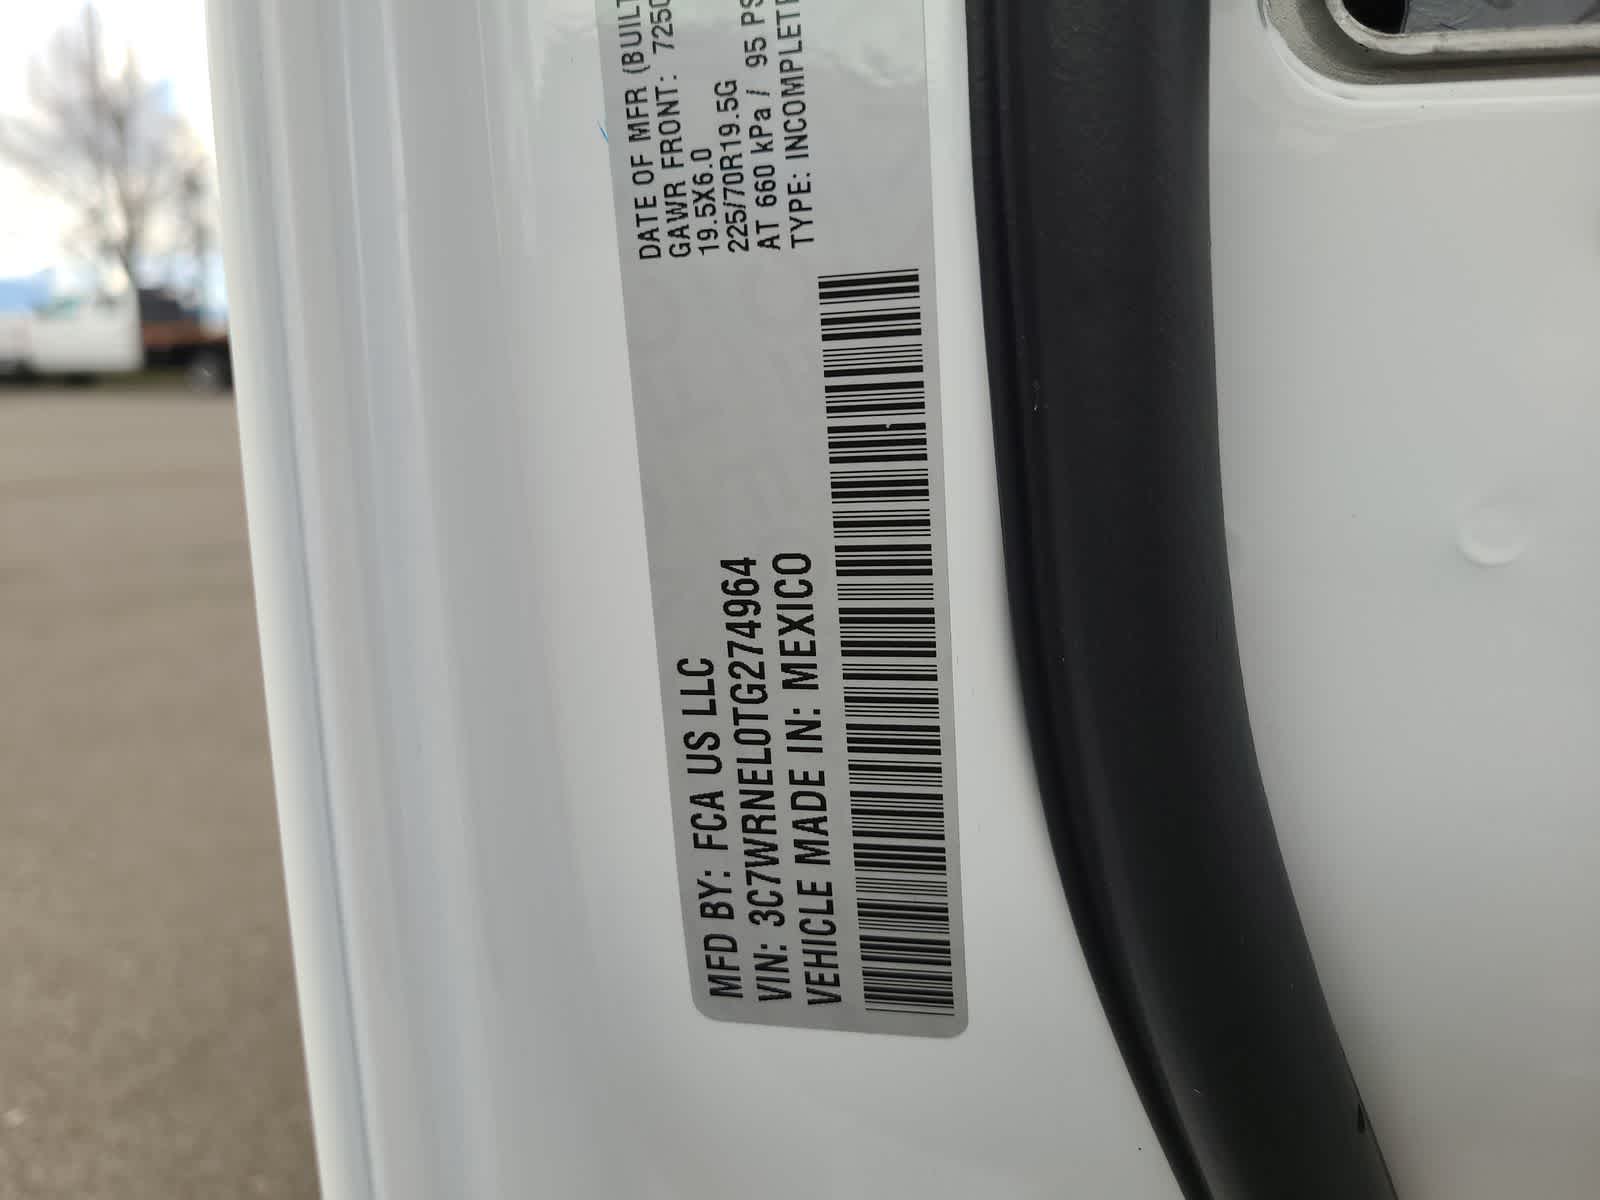 MFD BY: FCA US LLC
VIN: 3C7WRNEL0TG274964
VEHICLE MADE IN: MEXICO
DATE OF MFR (BUILT
GAWR FRONT: 7250
19.5X6.0
225/70R19.5G
AT 660 kPa/ 95 PS
TYPE: INCOMPLETE